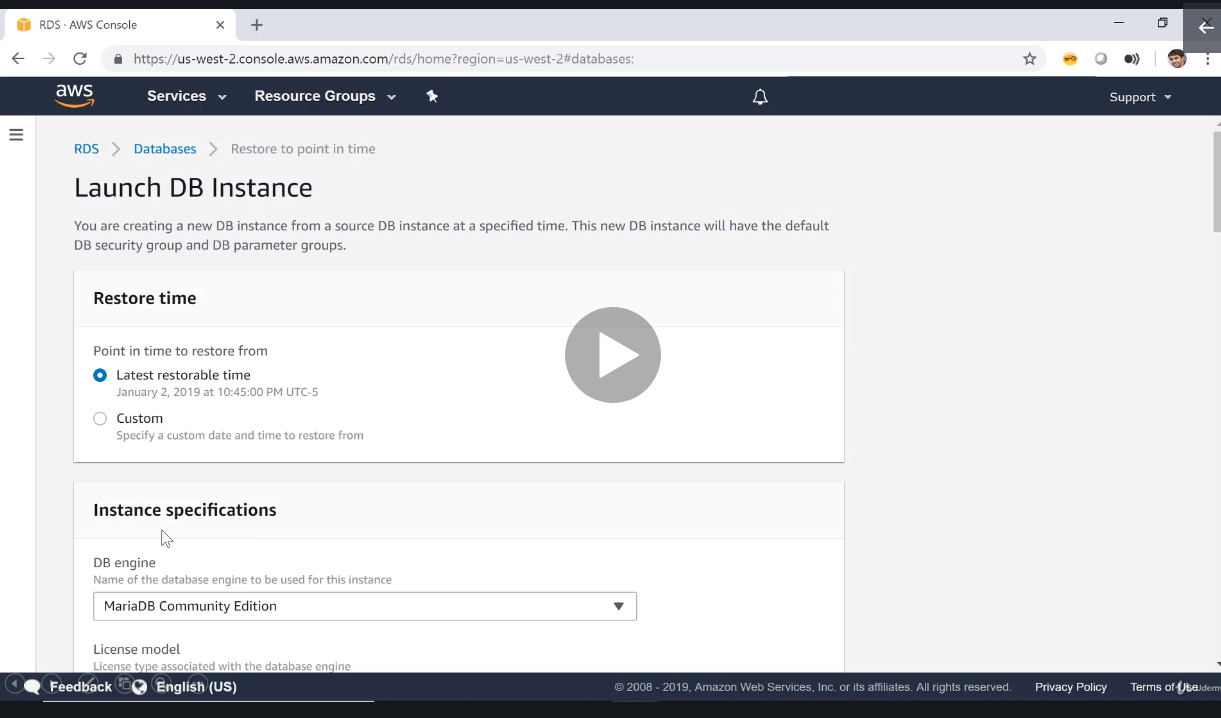 RDS · AWS Console
https://us-west-2.console.aws.amazon.com/rds/home?region=us-west-2#databases:
aws
Services
Resource Groups
Support
RDS
Databases
Restore to point in time
Launch DB Instance
You are creating a new DB instance from a source DB instance at a specified time. This new DB instance will have the default
DB security group and DB parameter groups.
Restore time
Point in time to restore from
Latest restorable time
January 2, 2019 at 10:45:00 PM UTC-5
Custom
Specify a custom date and time to restore from
Instance specifications
DB engine
Name of the database engine to be used for this instance
MariaDB Community Edition
License model
License type associated with the database engine
Feedback
English (US)
© 2008 - 2019, Amazon Web Services, Inc. or its affiliates. All rights reserved.
Privacy Policy
Terms of Use
Udemy